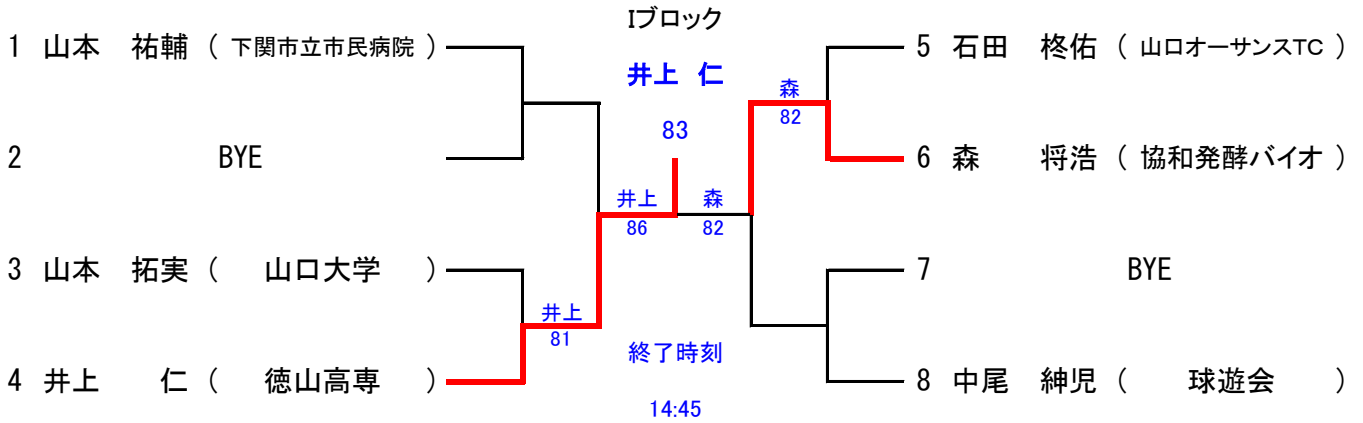 Iブロック
1 山本 祐輔 ( 下関市立市民病院 )
5 石田 柊佑 ( 山口オーサンスTC )
井上 仁
森
82
83
2 BYE
6 森 将浩 ( 協和発酵バイオ )
井上
86
森
82
3 山本 拓実 ( 山口大学 )
7 BYE
井上
81
終了時刻
4 井上 仁 ( 徳山高専 )
8 中尾 紳児 ( 球遊会 )
14:45